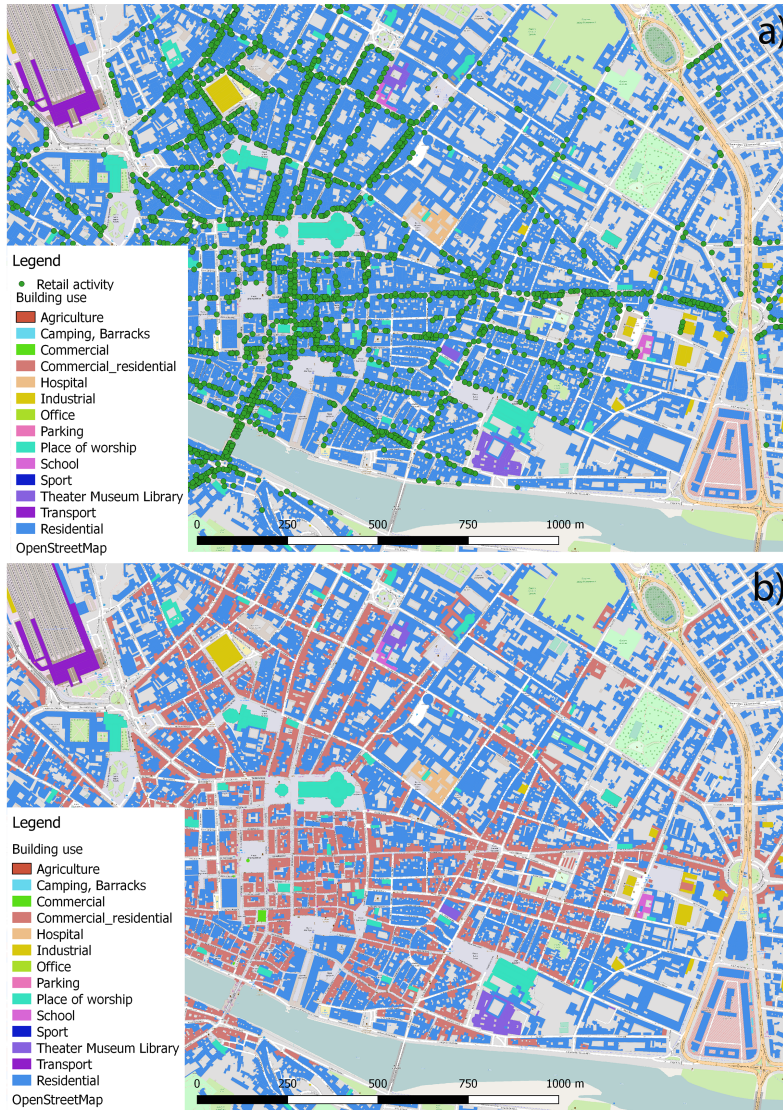 a)
Legend
Retail activity
Building use
Agriculture
Camping, Barracks
Commercial
Commercial_residential
Hospital
Industrial
Office
Parking
Place of worship
School
Sport
Theater Museum Library
Transport
Residential
OpenStreetMap
0 250 500 750 1000 m
b)
Legend
Building use
Agriculture
Camping, Barracks
Commercial
Commercial_residential
Hospital
Industrial
Office
Parking
Place of worship
School
Sport
Theater Museum Library
Transport
Residential
OpenStreetMap
0 250 500 750 1000 m